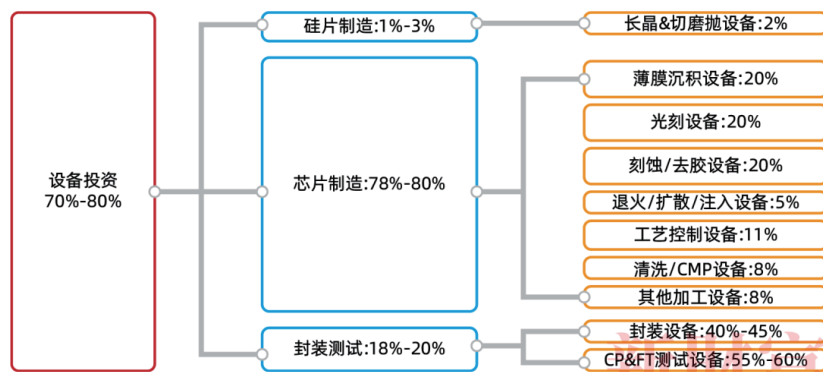 设备投资
70%-80%
硅片制造:1%-3%
芯片制造:78%-80%
封装测试:18%-20%
长晶&切磨抛设备:2%
薄膜沉积设备:20%
光刻设备:20%
刻蚀/去胶设备:20%
退火/扩散/注入设备:5%
工艺控制设备:11%
清洗/CMP设备:8%
其他加工设备:8%
封装设备:40%-45%
CP&FT测试设备:55%-60%